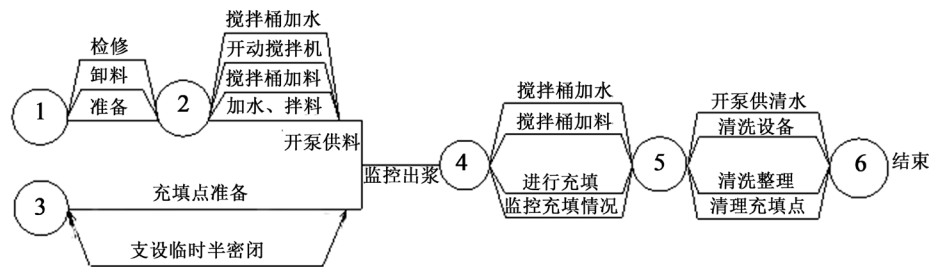 检修
卸料
准备
1
2
搅拌桶加水
开动搅拌机
搅拌桶加料
加水、拌料
开泵供料
3
充填点准备
支设临时半密闭
监控出浆
4
搅拌桶加水
搅拌桶加料
进行充填
监控充填情况
5
开泵供清水
清洗设备
清洗整理
清理充填点
6
结束